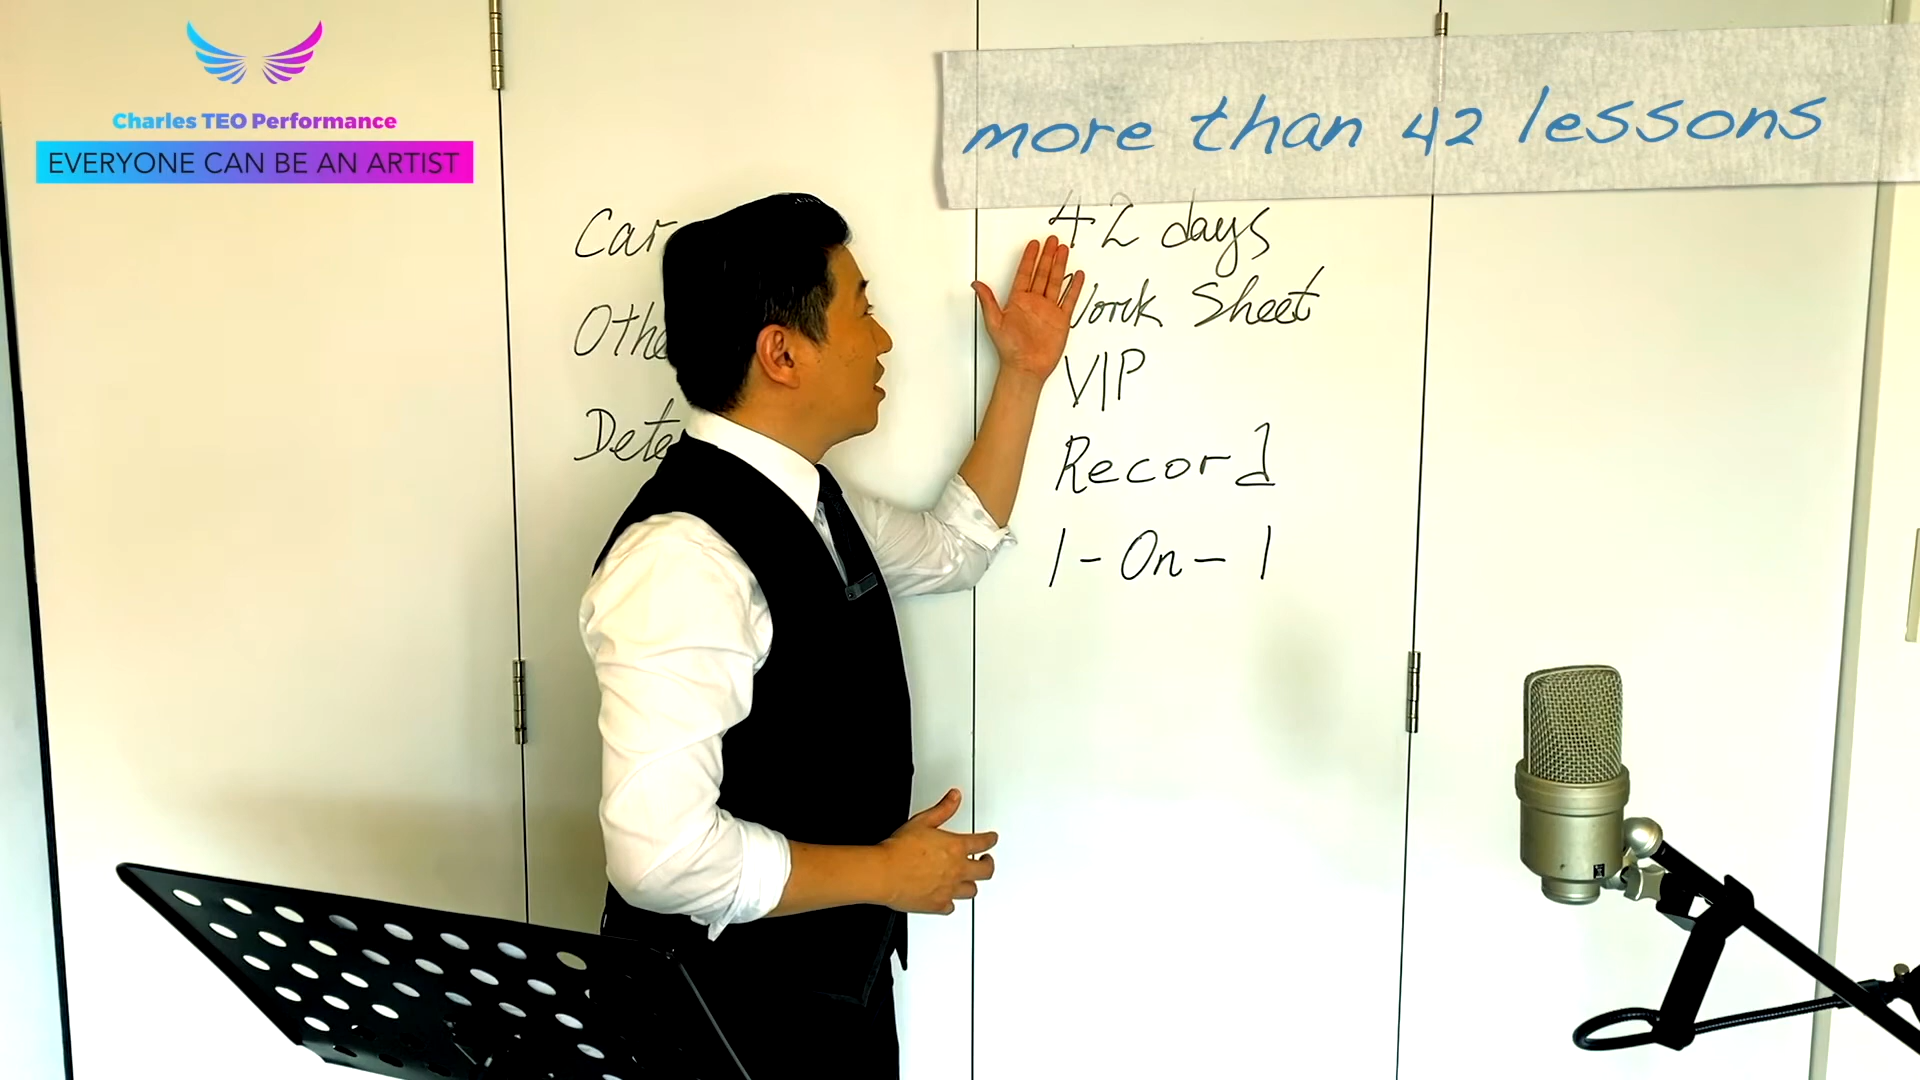 Charles TEO Performance
EVERYONE CAN BE AN ARTIST
more than 42 lessons
42 days
Work Sheet
VIP
Record
1-On-1